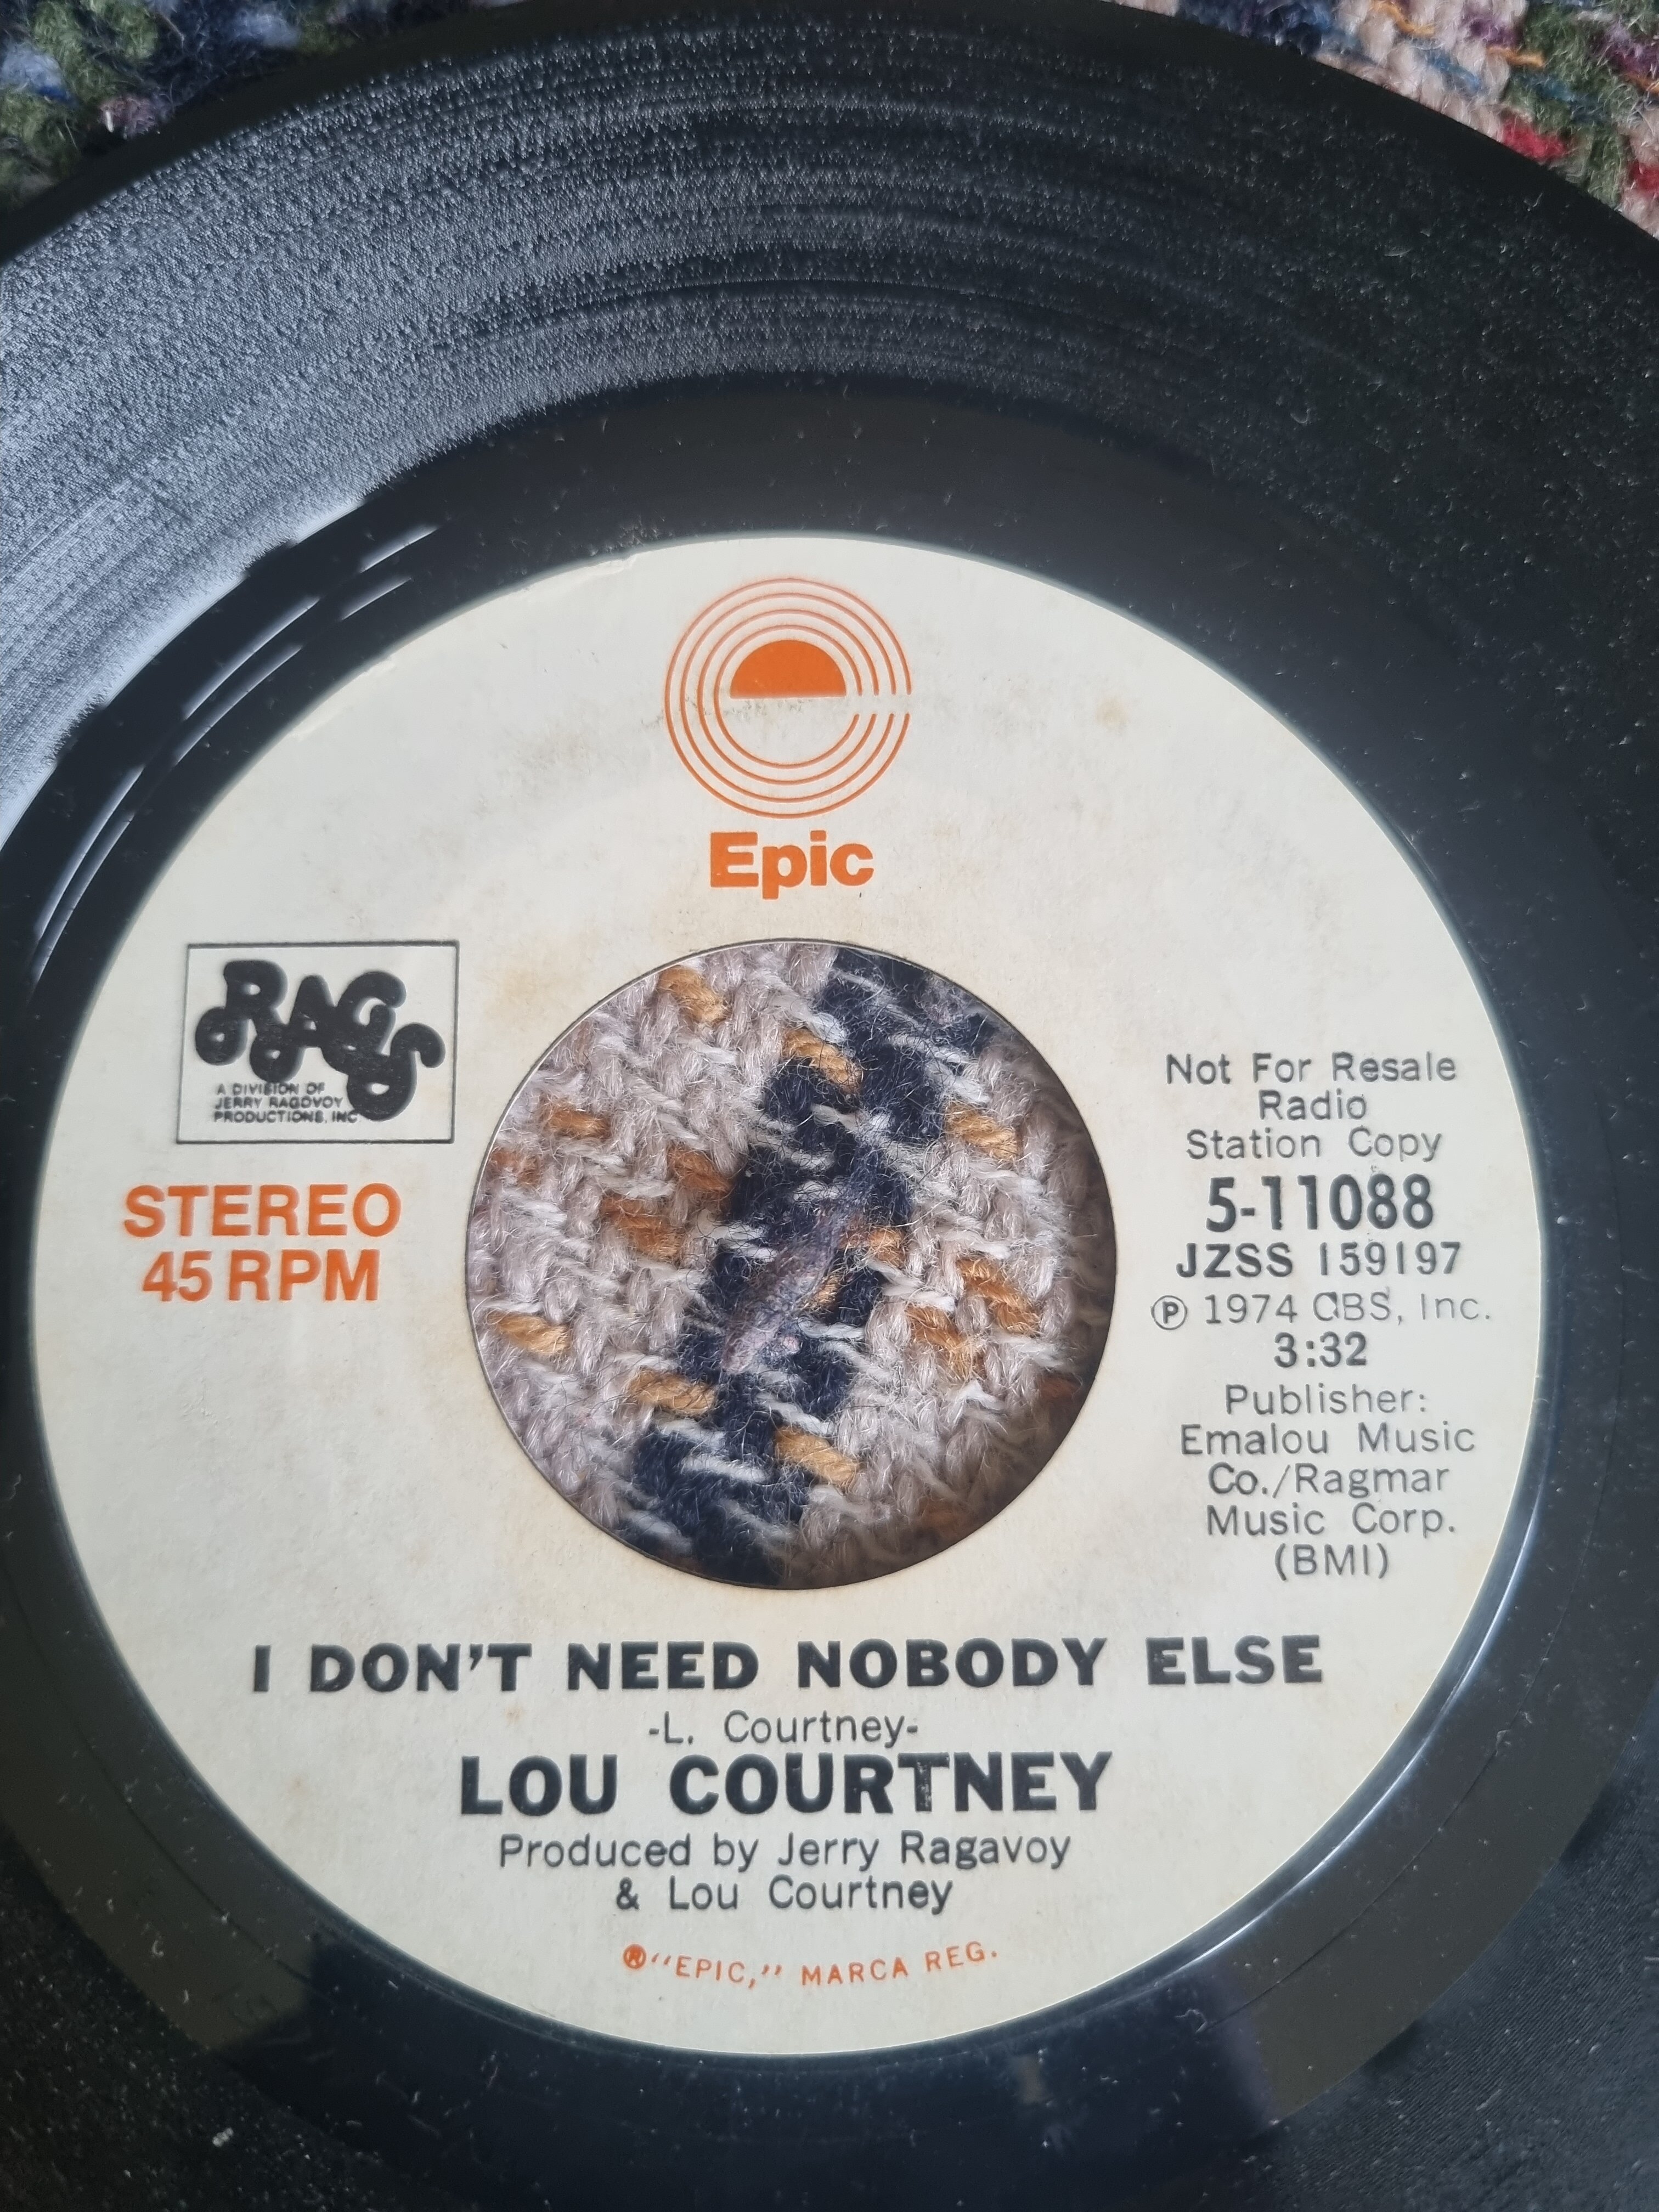 Epic
RAGS
A DIVISION OF
JERRY RAGOVOY
PRODUCTIONS, INC
STEREO
45 RPM
Not For Resale
Radio
Station Copy
5-11088
JZSS 159197
Ⓟ 1974 CBS, Inc.
3:32
Publisher:
Emalou Music
Co./Ragmar
Music Corp.
(BMI)
I DON'T NEED NOBODY ELSE
-L. Courtney-
LOU COURTNEY
Produced by Jerry Ragavoy
& Lou Courtney
®"EPIC," MARCA REG.